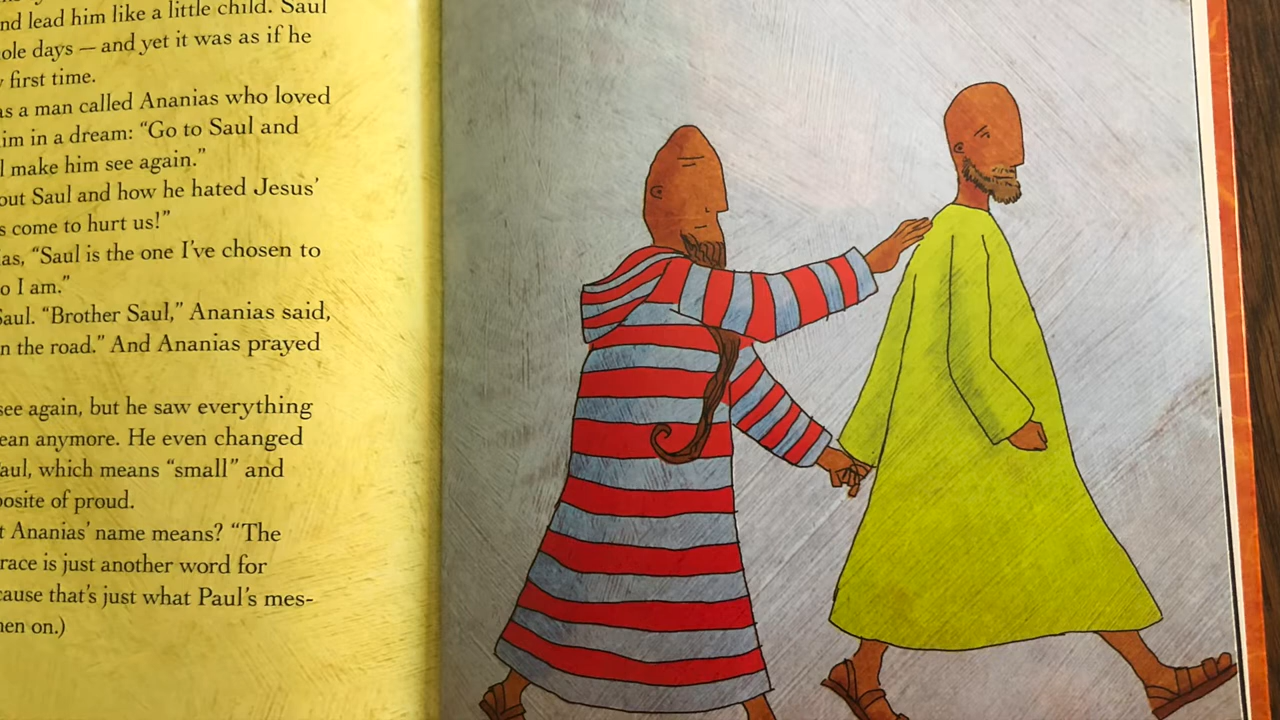 nd lead him like a little child. Saul
ole days — and yet it was as if he
first time.
as a man called Ananias who loved
im in a dream: “Go to Saul and
l make him see again.”
out Saul and how he hated Jesus’
s come to hurt us!”
as, “Saul is the one I’ve chosen to
o I am.”
Saul. “Brother Saul,” Ananias said,
n the road.” And Ananias prayed
see again, but he saw everything
ean anymore. He even changed
aul, which means “small” and
posite of proud.
t Ananias’ name means? “The
race is just another word for
cause that’s just what Paul’s mes-
hen on.)